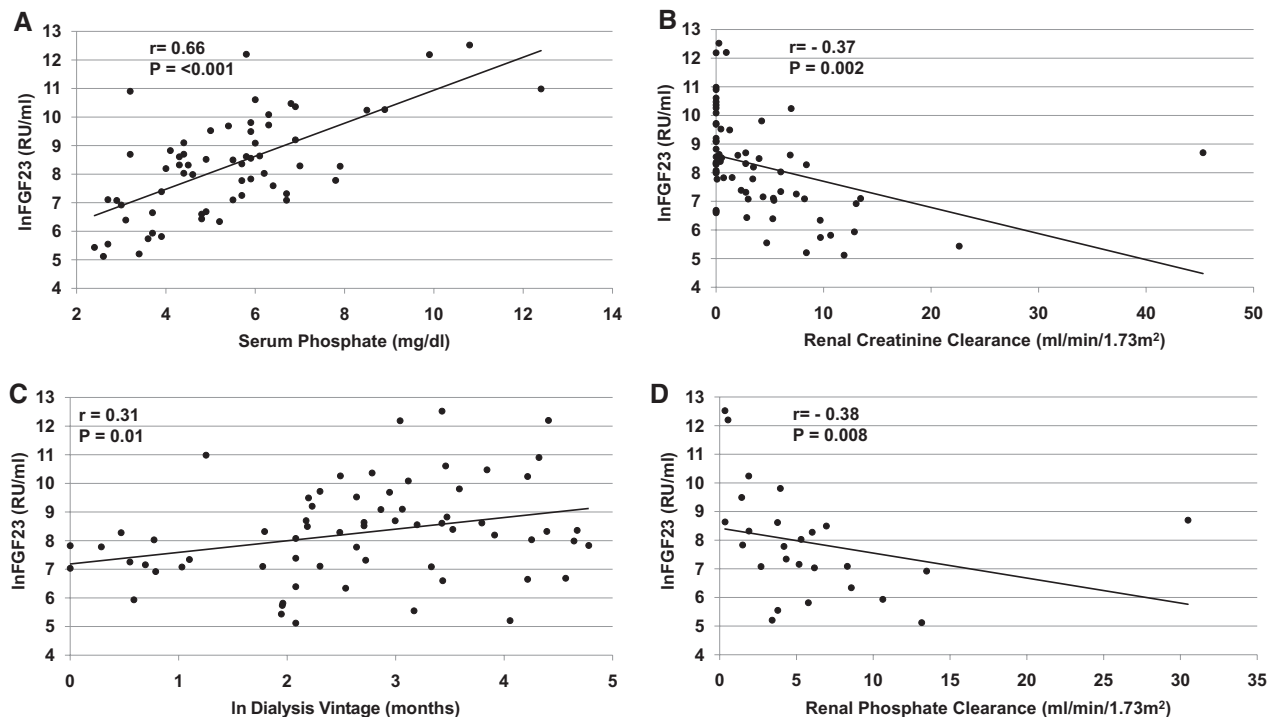 A
r= 0.66
P = <0.001
lnFGF23 (RU/ml)
13
12
11
10
9
8
7
6
5
4
2 4 6 8 10 12 14
Serum Phosphate (mg/dl)
B
r= - 0.37
P = 0.002
lnFGF23 (RU/ml)
13
12
11
10
9
8
7
6
5
4
0 10 20 30 40 50
Renal Creatinine Clearance (ml/min/1.73m²)
C
r = 0.31
P = 0.01
lnFGF23 (RU/ml)
13
12
11
10
9
8
7
6
5
4
0 1 2 3 4 5
ln Dialysis Vintage (months)
D
r= - 0.38
P = 0.008
lnFGF23 (RU/ml)
13
12
11
10
9
8
7
6
5
4
0 5 10 15 20 25 30 35
Renal Phosphate Clearance (ml/min/1.73m²)